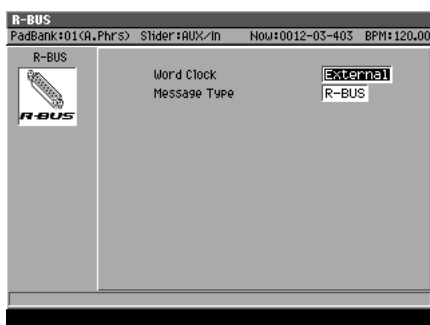 R-BUS
PadBank:01(A.Phrs) Slider:AUX/In Now:0012-03-403 BPM:120.00
R-BUS
R-BUS
Word Clock External
Message Type R-BUS